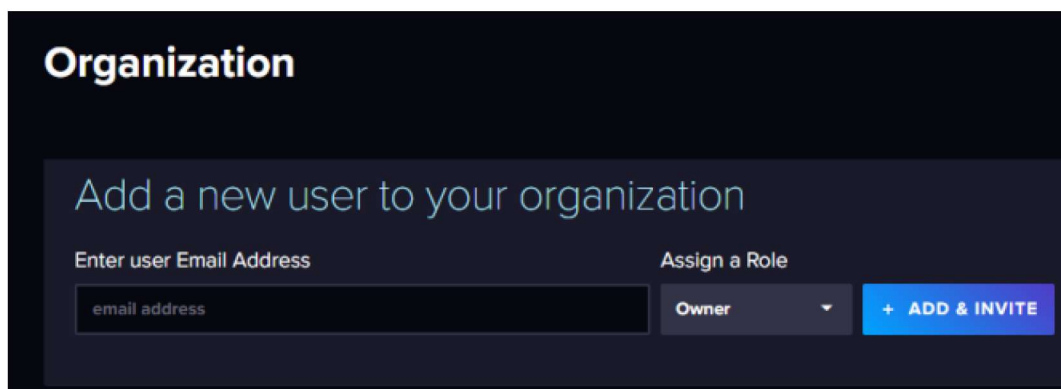 Organization
Add a new user to your organization
Enter user Email Address
Assign a Role
email address
Owner
+ ADD & INVITE